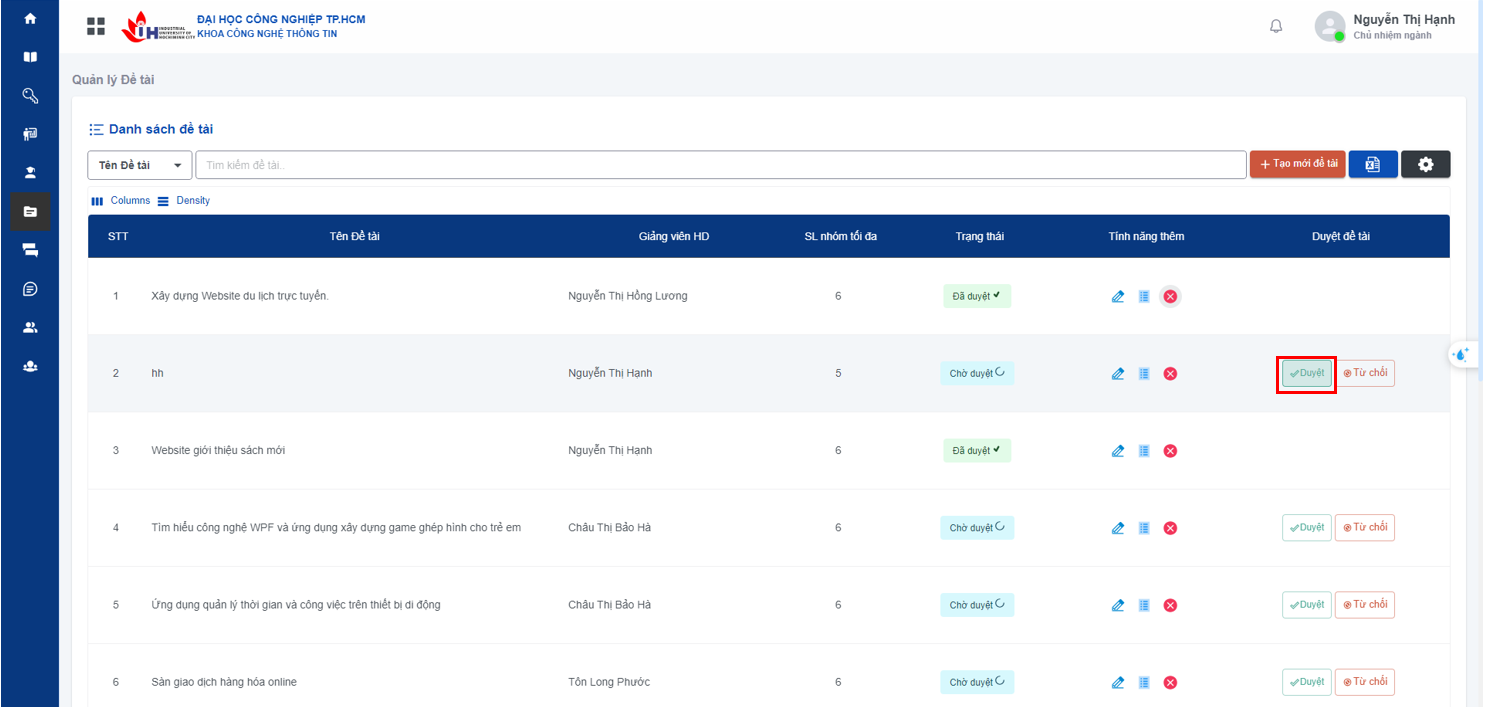 ĐẠI HỌC CÔNG NGHIỆP TP.HCM
INDUSTRIAL
UNIVERSITY OF
HOCHIMINH CITY
KHOA CÔNG NGHỆ THÔNG TIN
Nguyễn Thị Hạnh
Chủ nhiệm ngành
Quản lý Đề tài
Danh sách đề tài
Tên Đề tài
Tìm kiếm đề tài..
+ Tạo mới đề tài
Columns Density
STT Tên Đề tài Giảng viên HD SL nhóm tối đa Trạng thái Tính năng thêm Duyệt đề tài
1 Xây dựng Website du lịch trực tuyến. Nguyễn Thị Hồng Lương 6 Đã duyệt
2 hh Nguyễn Thị Hạnh 5 Chờ duyệt Duyệt Từ chối
3 Website giới thiệu sách mới Nguyễn Thị Hạnh 6 Đã duyệt
4 Tìm hiểu công nghệ WPF và ứng dụng xây dựng game ghép hình cho trẻ em Châu Thị Bảo Hà 6 Chờ duyệt Duyệt Từ chối
5 Ứng dụng quản lý thời gian và công việc trên thiết bị di động Châu Thị Bảo Hà 6 Chờ duyệt Duyệt Từ chối
6 Sàn giao dịch hàng hóa online Tôn Long Phước 6 Chờ duyệt Duyệt Từ chối